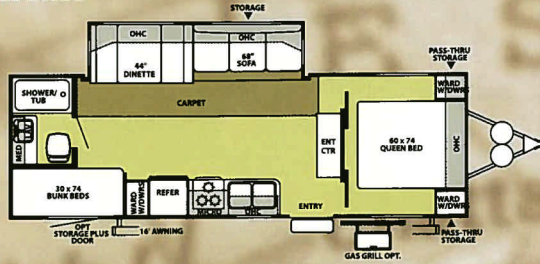 STORAGE
OHC
44"
DINETTE
OHC
68"
SOFA
PASS-THRU
STORAGE
SHOWER/
TUB
CARPET
WARD
W/DWRS
MED
ENT
CTR
60 x 74
QUEEN BED
OHC
30 x 74
BUNK BEDS
WARD
W/DWRS
REFER
MICRO
OHC
ENTRY
WARD
W/DWRS
OPT
STORAGE PLUS
DOOR
16' AWNING
GAS GRILL OPT.
PASS-THRU
STORAGE